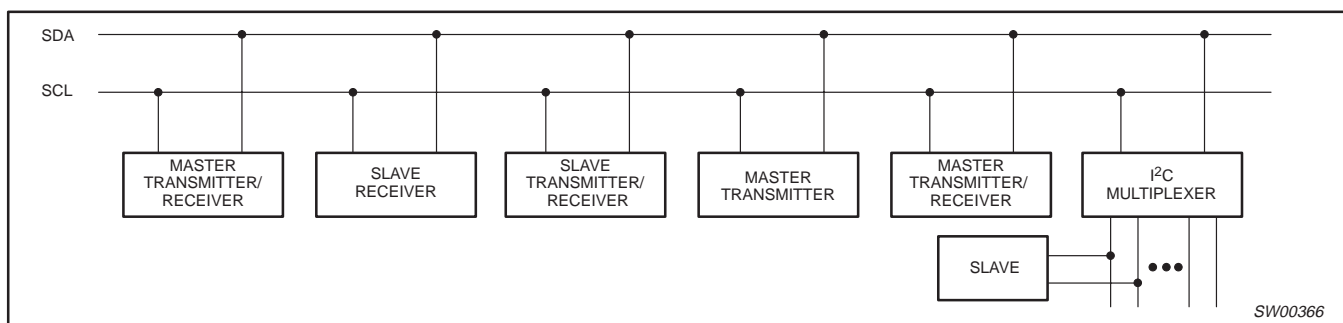 SDA
SCL
MASTER
TRANSMITTER/
RECEIVER
SLAVE
RECEIVER
SLAVE
TRANSMITTER/
RECEIVER
MASTER
TRANSMITTER
MASTER
TRANSMITTER/
RECEIVER
I²C
MULTIPLEXER
SLAVE
SW00366